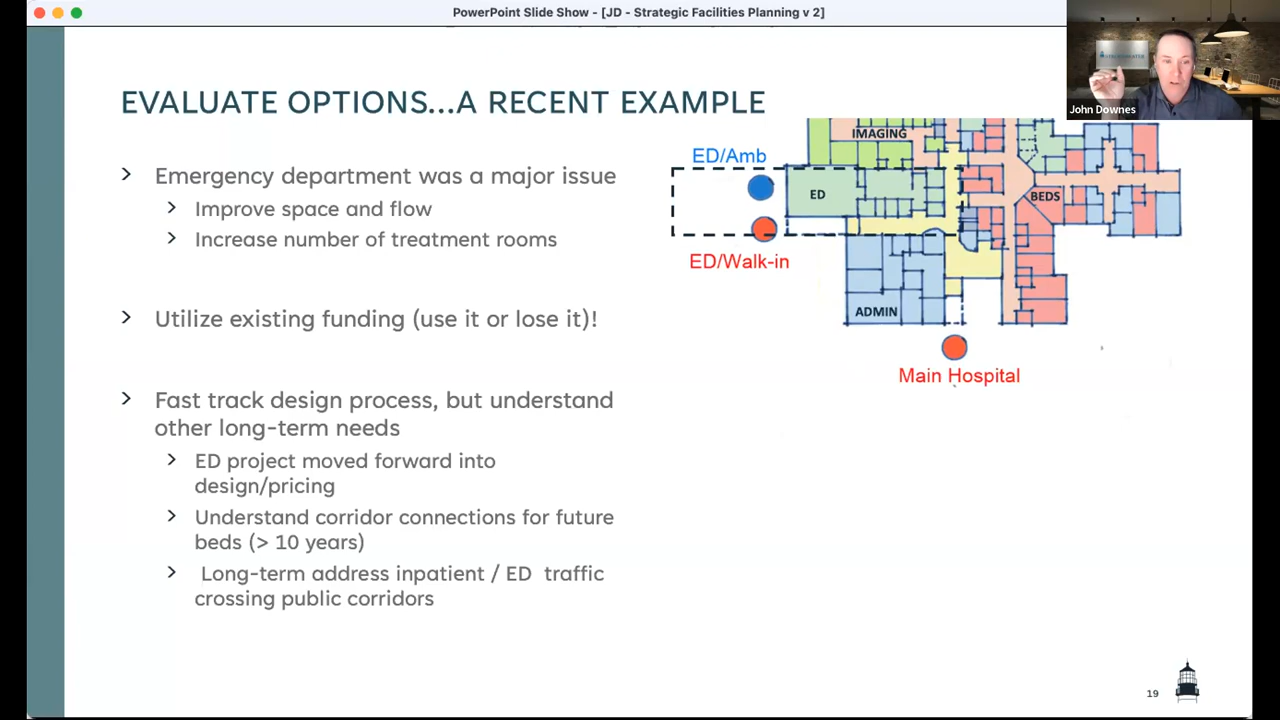 PowerPoint Slide Show - [JD - Strategic Facilities Planning v 2]
John Downes
EVALUATE OPTIONS...A RECENT EXAMPLE
> Emergency department was a major issue
> Improve space and flow
> Increase number of treatment rooms
> Utilize existing funding (use it or lose it)!
> Fast track design process, but understand
other long-term needs
> ED project moved forward into
design/pricing
> Understand corridor connections for future
beds (> 10 years)
> Long-term address inpatient / ED traffic
crossing public corridors
IMAGING
ED/Amb
ED
BEDS
ED/Walk-in
ADMIN
Main Hospital
19